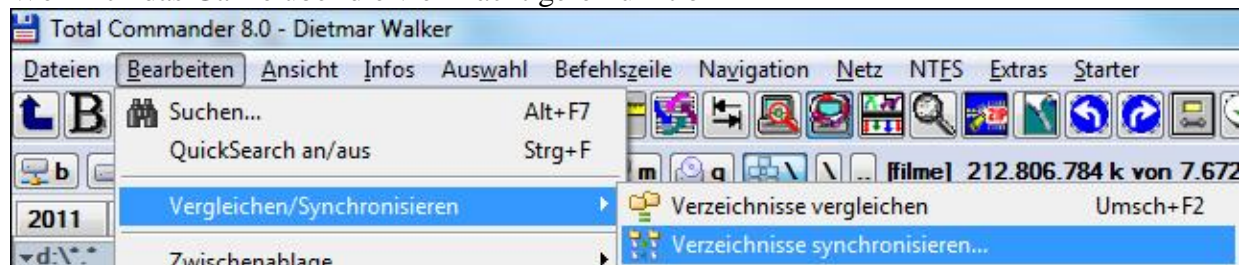 Total Commander 8.0 - Dietmar Walker
Dateien Bearbeiten Ansicht Infos Auswahl Befehlszeile Navigation Netz NTFS Extras Starter
B
Suchen... Alt+F7
QuickSearch an/aus Strg+F
b m q \ \ .. [filme] 212.806.784 k von 7.672
2011 Vergleichen/Synchronisieren Verzeichnisse vergleichen Umsch+F2
d:\*.* Zwischenablage Verzeichnisse synchronisieren...